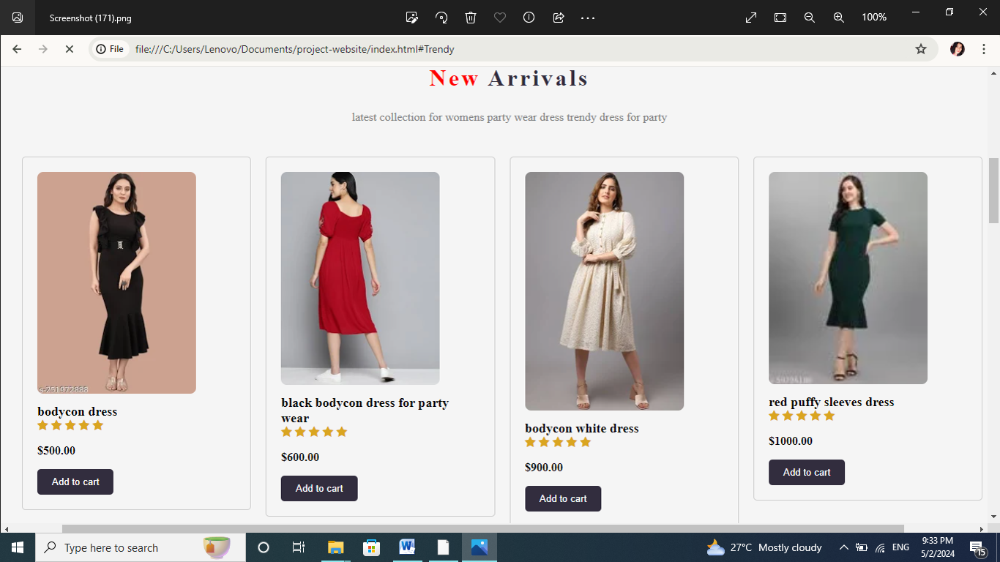 Screenshot (171).png
100%
File
file:///C:/Users/Lenovo/Documents/project-website/index.html#Trendy
New Arrivals
latest collection for womens party wear dress trendy dress for party
bodycon dress
$500.00
Add to cart
black bodycon dress for party
wear
$600.00
Add to cart
bodycon white dress
$900.00
Add to cart
red puffy sleeves dress
$1000.00
Add to cart
Type here to search
27°C Mostly cloudy
ENG
9:33 PM
5/2/2024
15